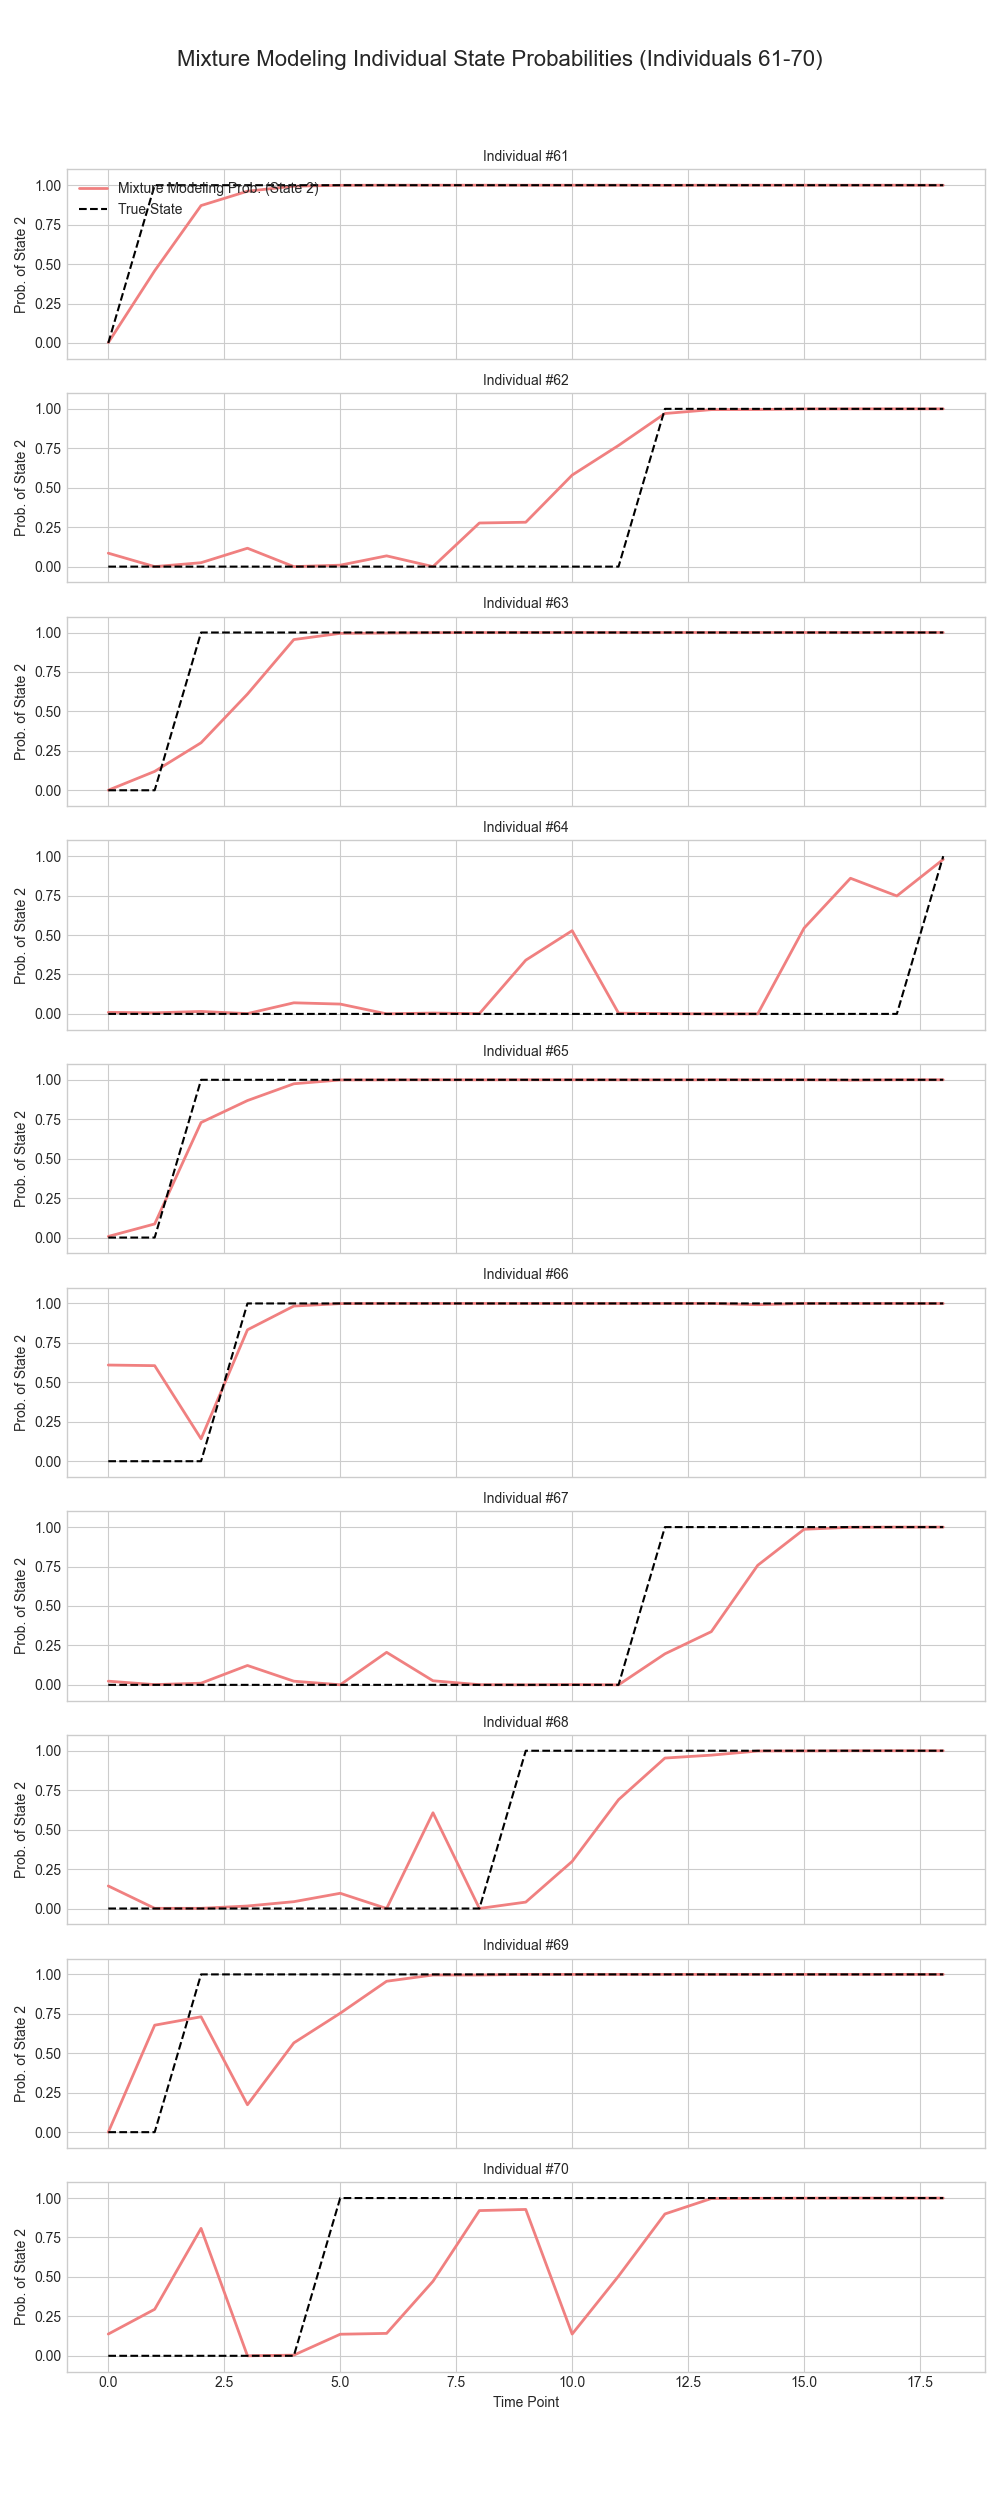 Mixture Modeling Individual State Probabilities (Individuals 61-70)
Individual #61
Mixture Modeling Prob. (State 2)
True State
Prob. of State 2
1.00
0.75
0.50
0.25
0.00
Individual #62
Prob. of State 2
1.00
0.75
0.50
0.25
0.00
Individual #63
Prob. of State 2
1.00
0.75
0.50
0.25
0.00
Individual #64
Prob. of State 2
1.00
0.75
0.50
0.25
0.00
Individual #65
Prob. of State 2
1.00
0.75
0.50
0.25
0.00
Individual #66
Prob. of State 2
1.00
0.75
0.50
0.25
0.00
Individual #67
Prob. of State 2
1.00
0.75
0.50
0.25
0.00
Individual #68
Prob. of State 2
1.00
0.75
0.50
0.25
0.00
Individual #69
Prob. of State 2
1.00
0.75
0.50
0.25
0.00
Individual #70
Prob. of State 2
1.00
0.75
0.50
0.25
0.00
0.0 2.5 5.0 7.5 10.0 12.5 15.0 17.5
Time Point